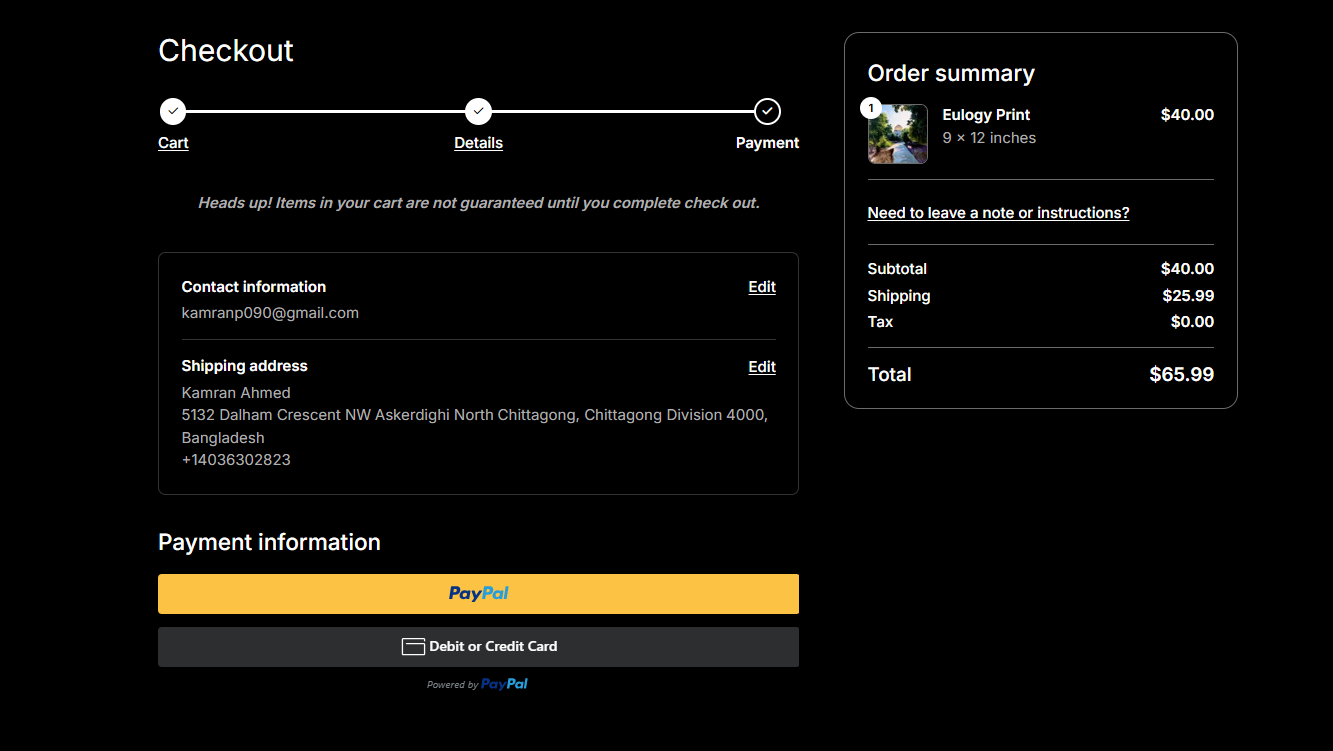 Checkout
Cart
Details
Payment
Heads up! Items in your cart are not guaranteed until you complete check out.
Contact information
Edit
kamranp090@gmail.com
Shipping address
Edit
Kamran Ahmed
5132 Dalham Crescent NW Askerdighi North Chittagong, Chittagong Division 4000,
Bangladesh
+14036302823
Payment information
PayPal
Debit or Credit Card
Powered by PayPal
Order summary
1
Eulogy Print
$40.00
9 × 12 inches
Need to leave a note or instructions?
Subtotal
$40.00
Shipping
$25.99
Tax
$0.00
Total
$65.99